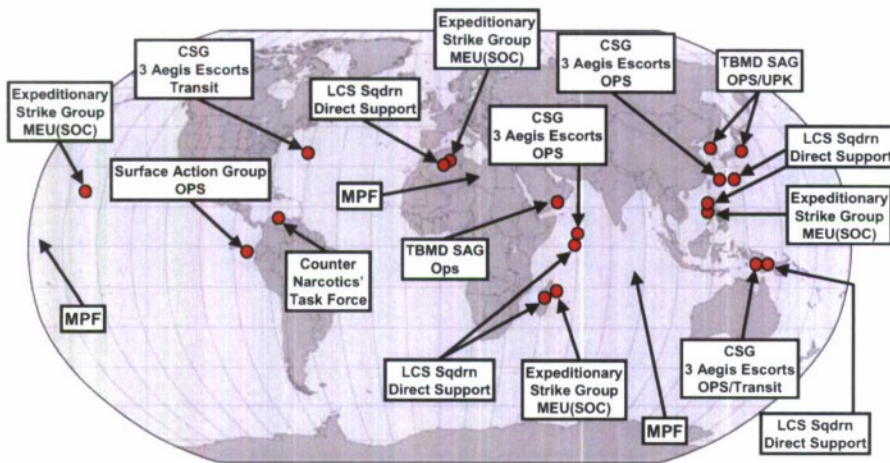 Expeditionary
Strike Group
MEU(SOC)
CSG
3 Aegis Escorts
Transit
LCS Sqdrn
Direct Support
Expeditionary
Strike Group
MEU(SOC)
CSG
3 Aegis Escorts
OPS
CSG
3 Aegis Escorts
OPS
TBMD SAG
OPS/UPK
LCS Sqdrn
Direct Support
Surface Action Group
OPS
MPF
Expeditionary
Strike Group
MEU(SOC)
TBMD SAG
Ops
Counter
Narcotics'
Task Force
MPF
LCS Sqdrn
Direct Support
Expeditionary
Strike Group
MEU(SOC)
CSG
3 Aegis Escorts
OPS/Transit
MPF
LCS Sqdrn
Direct Support